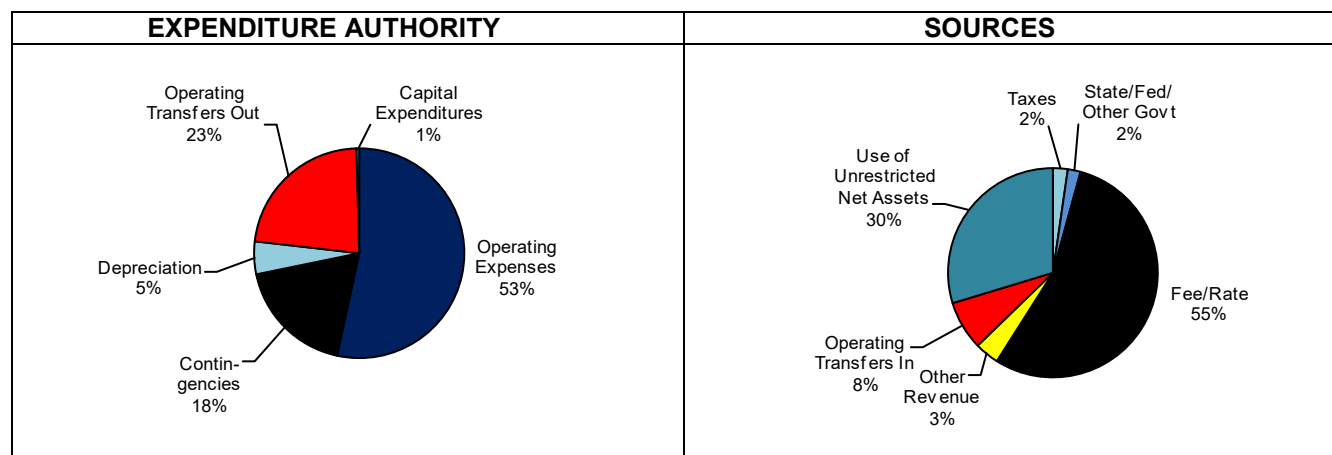 EXPENDITURE AUTHORITY
Operating
Transfers Out
23%
Capital
Expenditures
1%
Depreciation
5%
Operating
Expenses
53%
Contin-
gencies
18%
SOURCES
Taxes
2%
State/Fed/
Other Govt
2%
Use of
Unrestricted
Net Assets
30%
Fee/Rate
55%
Operating
Transfers In
8%
Other
Revenue
3%